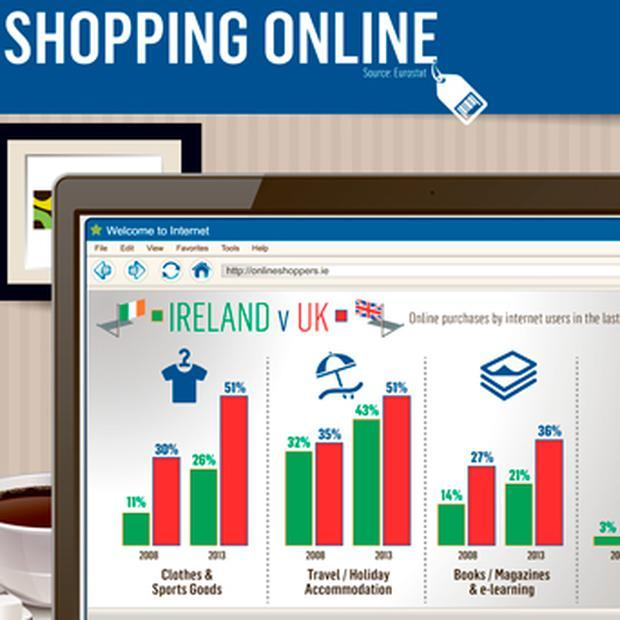 SHOPPING ONLINE
Source: Eurostat
Welcome to Internet
File Edit View Favorites Tools Help
http://onlineshoppers.ie
IRELAND v UK
Online purchases by internet users in the last
11% 30% 26% 51%
2008 2013
Clothes &
Sports Goods
32% 35% 43% 51%
2008 2013
Travel / Holiday
Accommodation
14% 27% 21% 36%
2008 2013
Books / Magazines
& e-learning
3%